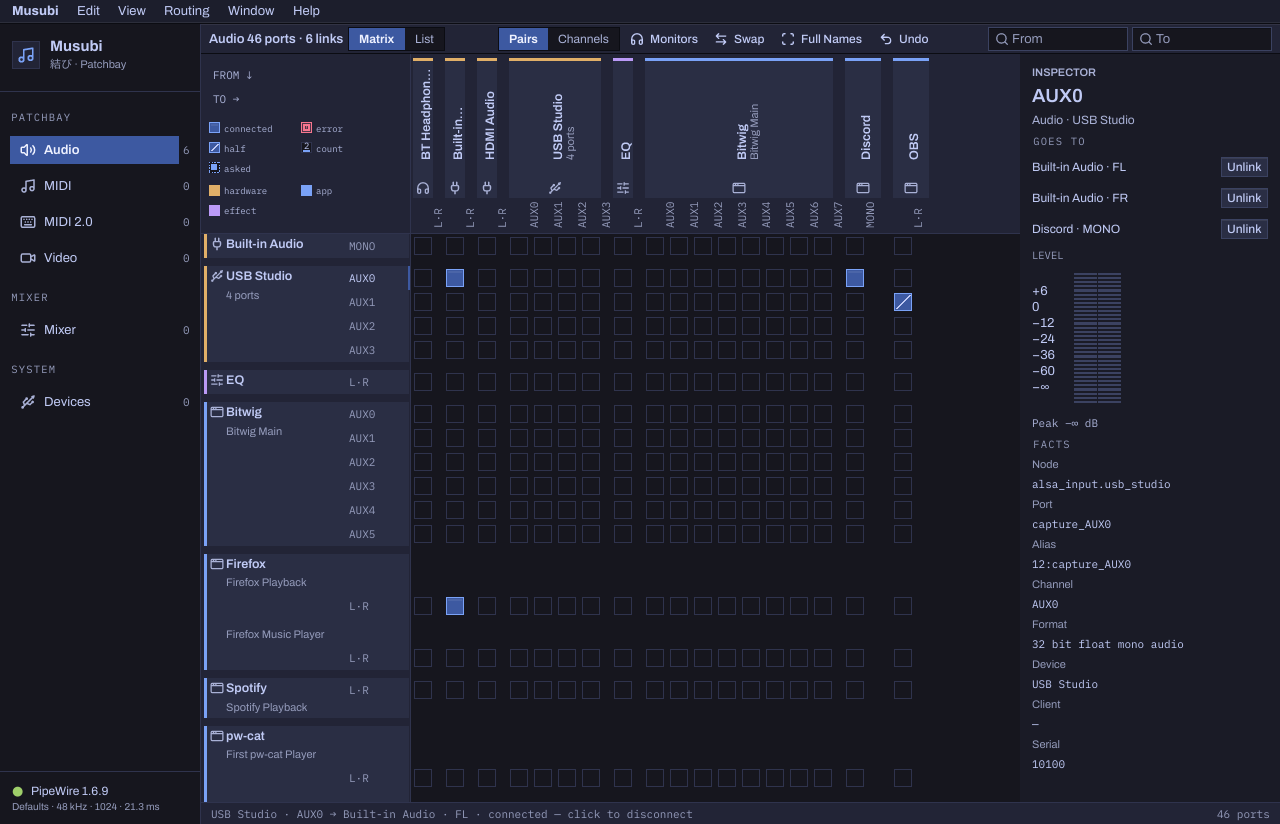 Musubi Edit View Routing Window Help
Musubi
結び · Patchbay
PATCHBAY
Audio 6
MIDI 0
MIDI 2.0 0
Video 0
MIXER
Mixer 0
SYSTEM
Devices 0
PipeWire 1.6.9
Defaults · 48 kHz · 1024 · 21.3 ms
Audio 46 ports · 6 links Matrix List Pairs Channels Monitors Swap Full Names Undo From To
FROM ↓
TO →
connected error
half 2 count
asked
hardware app
effect
BT Headphon…
Built-in…
HDMI Audio
USB Studio
4 ports
EQ
Bitwig
Bitwig Main
Discord
OBS
L·R L·R L·R AUX0 AUX1 AUX2 AUX3 L·R AUX0 AUX1 AUX2 AUX3 AUX4 AUX5 AUX6 AUX7 MONO L·R
Built-in Audio MONO
USB Studio AUX0
4 ports AUX1
AUX2
AUX3
EQ L·R
Bitwig AUX0
Bitwig Main AUX1
AUX2
AUX3
AUX4
AUX5
Firefox
Firefox Playback
L·R
Firefox Music Player
L·R
Spotify L·R
Spotify Playback
pw-cat
First pw-cat Player
L·R
INSPECTOR
AUX0
Audio · USB Studio
GOES TO
Built-in Audio · FL Unlink
Built-in Audio · FR Unlink
Discord · MONO Unlink
LEVEL
+6
0
−12
−24
−36
−60
−∞
Peak −∞ dB
FACTS
Node
alsa_input.usb_studio
Port
capture_AUX0
Alias
12:capture_AUX0
Channel
AUX0
Format
32 bit float mono audio
Device
USB Studio
Client
—
Serial
10100
USB Studio · AUX0 → Built-in Audio · FL · connected — click to disconnect 46 ports